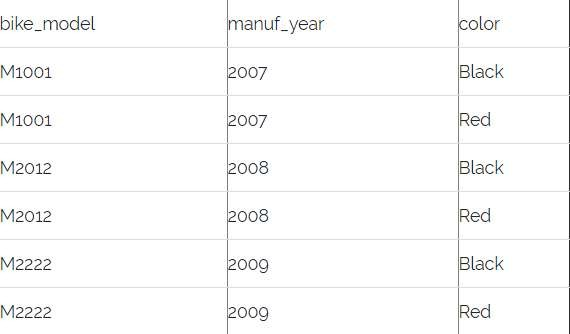 bike_model manuf_year color
M1001 2007 Black
M1001 2007 Red
M2012 2008 Black
M2012 2008 Red
M2222 2009 Black
M2222 2009 Red